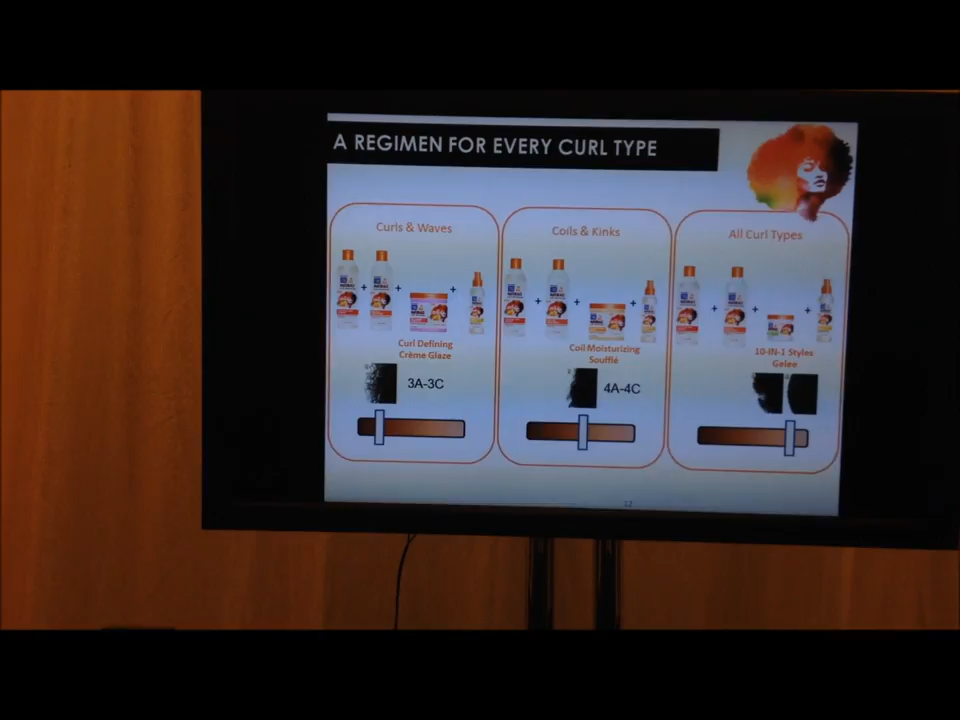 A REGIMEN FOR EVERY CURL TYPE
Curls & Waves
+
+
+
Curl Defining
Crème Glaze
3A-3C
Coils & Kinks
+
+
+
Coil Moisturizing
Soufflé
4A-4C
All Curl Types
+
+
+
10-IN-1 Styles
Gelee
12